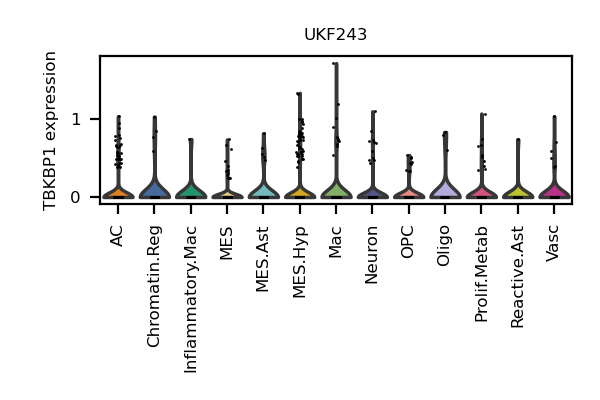 UKF243
TBKBP1 expression
1
0
AC
Chromatin.Reg
Inflammatory.Mac
MES
MES.Ast
MES.Hyp
Mac
Neuron
OPC
Oligo
Prolif.Metab
Reactive.Ast
Vasc